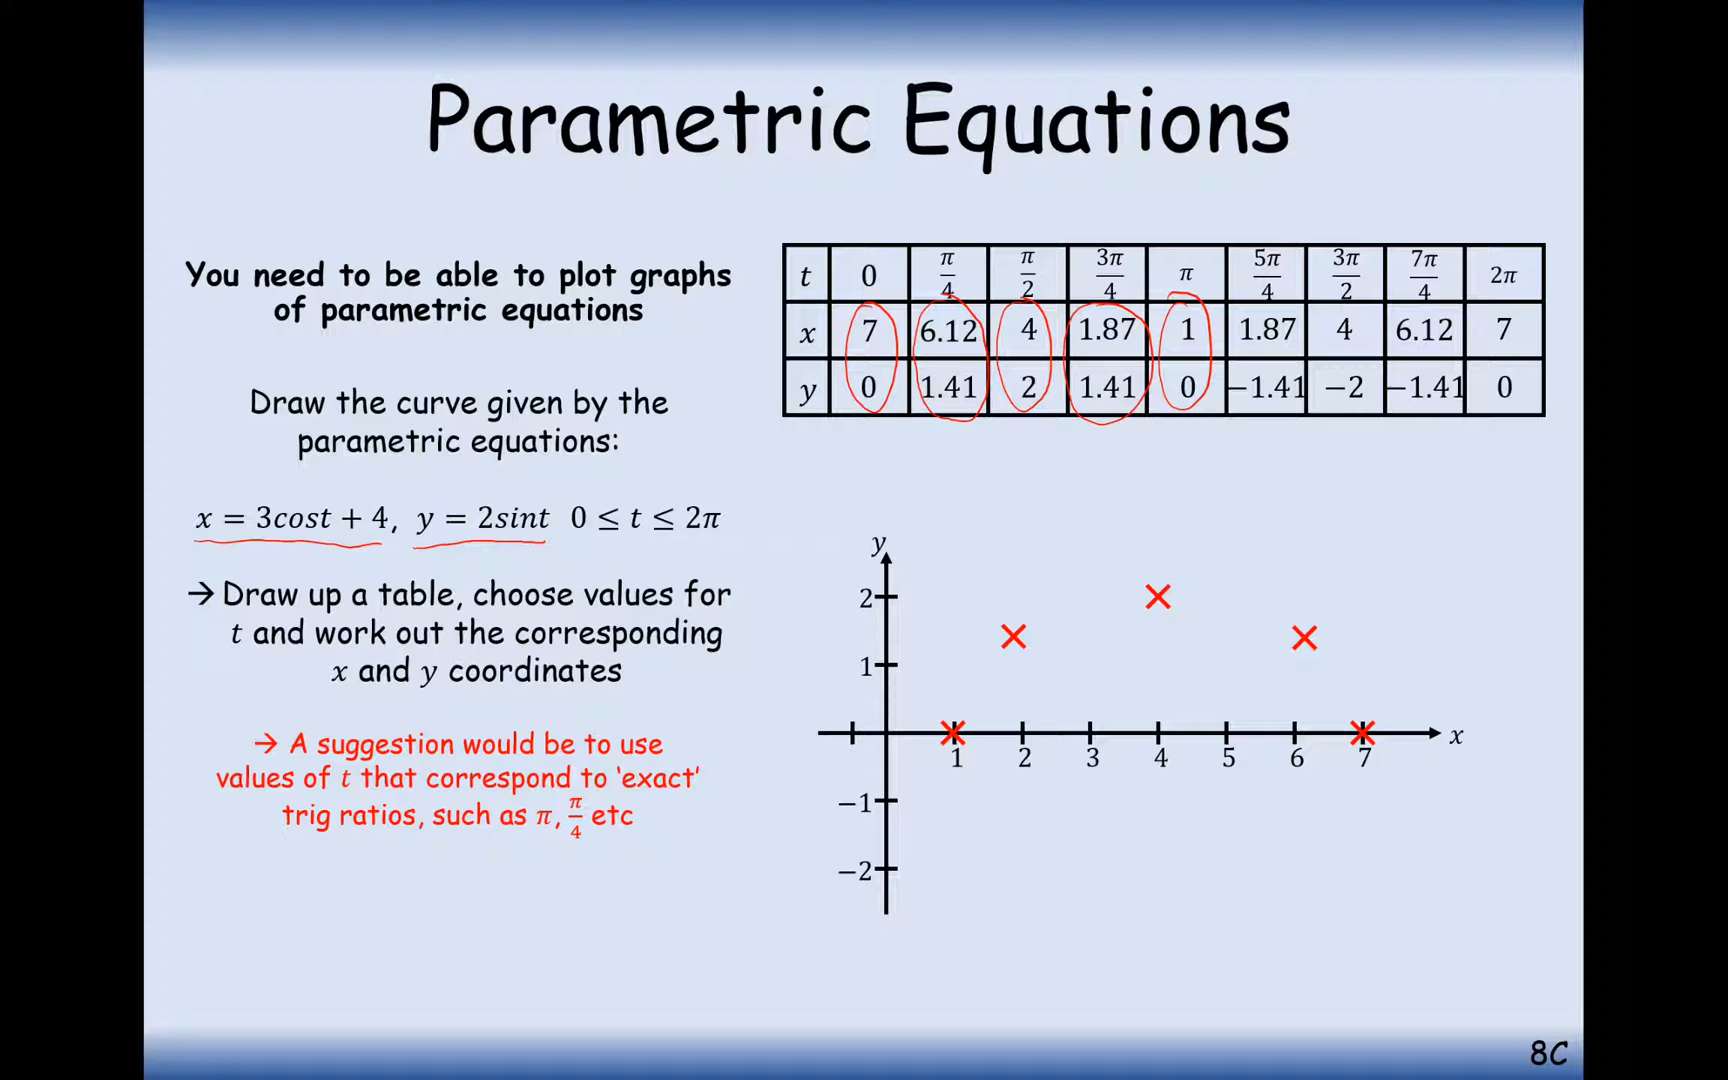 Parametric Equations
You need to be able to plot graphs
of parametric equations
Draw the curve given by the
parametric equations:
x = 3cost + 4, y = 2sint 0 ≤ t ≤ 2π
→ Draw up a table, choose values for
t and work out the corresponding
x and y coordinates
→ A suggestion would be to use
values of t that correspond to ‘exact’
trig ratios, such as π, π/4 etc
t 0 π/4 π/2 3π/4 π 5π/4 3π/2 7π/4 2π
x 7 6.12 4 1.87 1 1.87 4 6.12 7
y 0 1.41 2 1.41 0 −1.41 −2 −1.41 0
y
2
1
x
1 2 3 4 5 6 7
−1
−2
8C